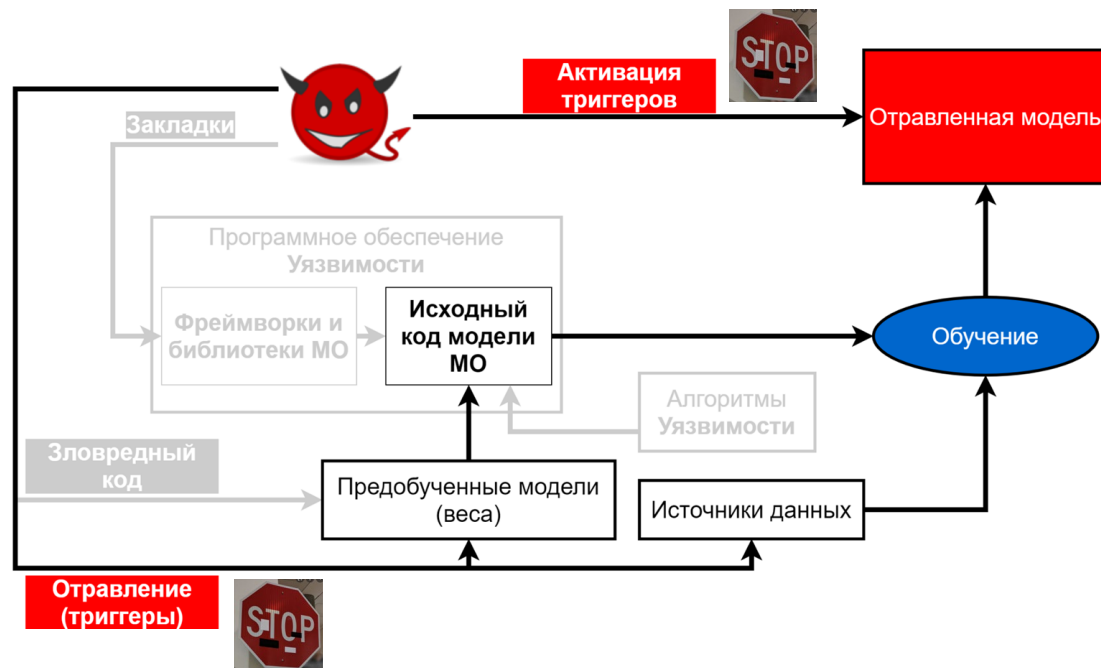 STOP
Активация
триггеров
Отравленная модель
Закладки
Программное обеспечение
Уязвимости
Фреймворки и
библиотеки МО
Исходный
код модели
МО
Обучение
Алгоритмы
Уязвимости
Зловредный
код
Предобученные модели
(веса)
Источники данных
Отравление
(триггеры)
STOP